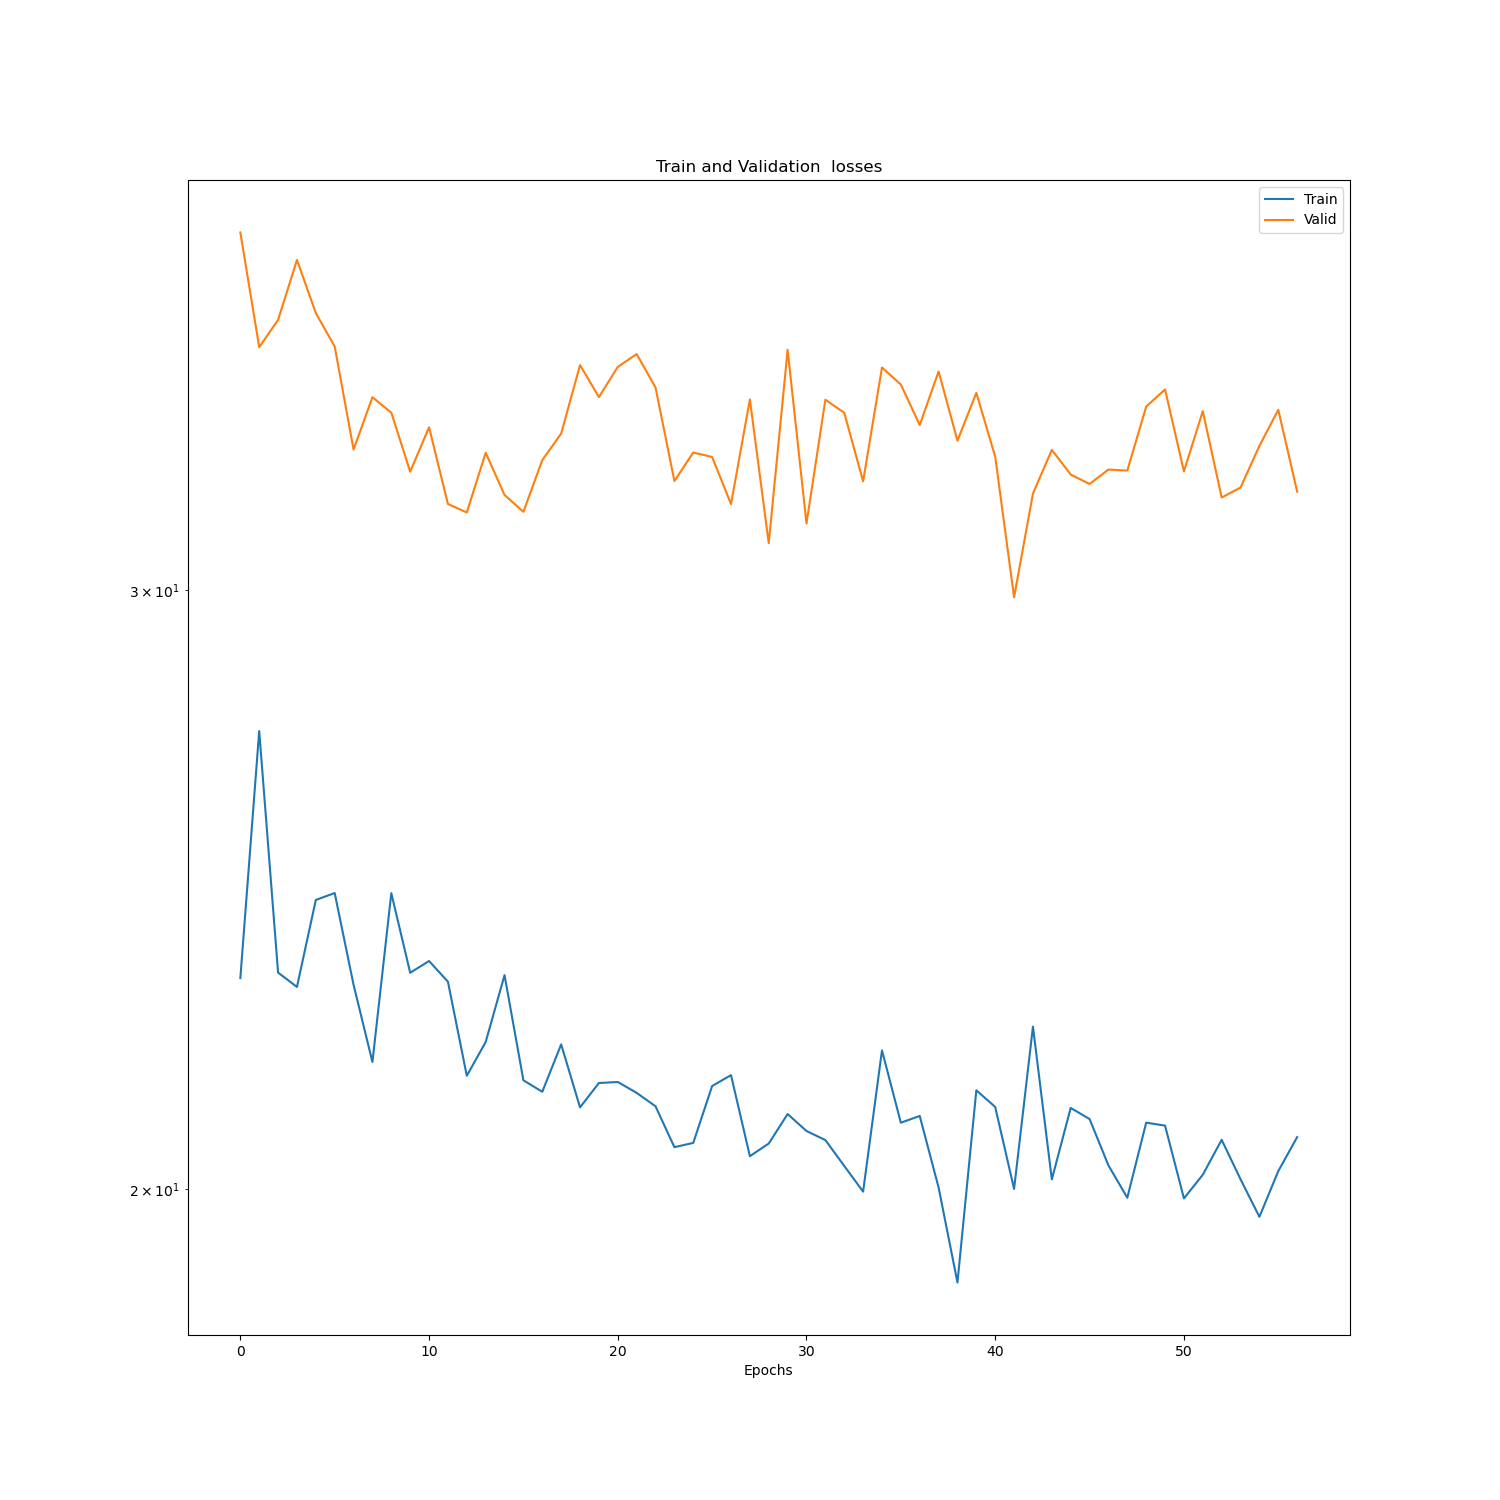 Train and Validation  losses
Train
Valid
3 × 10¹
2 × 10¹
0 10 20 30 40 50
Epochs